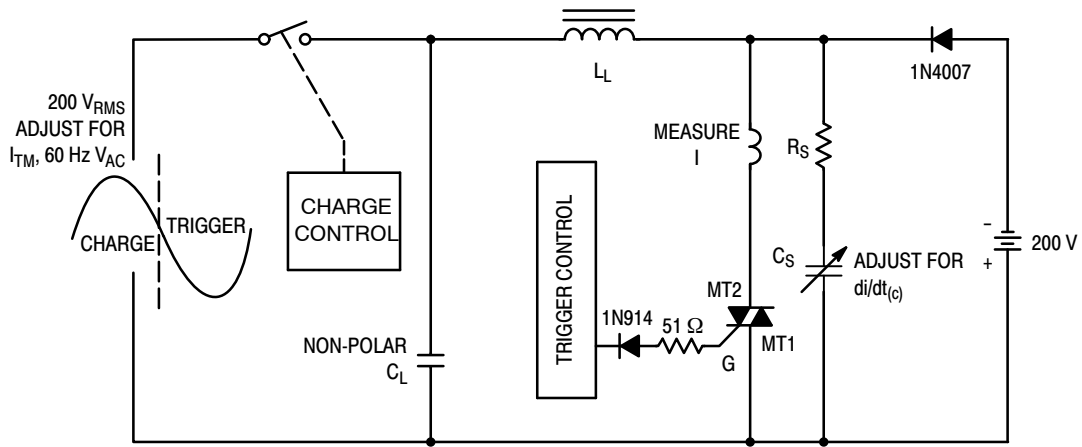 1N4007
200 V_RMS
ADJUST FOR
I_TM, 60 Hz V_AC
L_L
MEASURE
I
R_S
CHARGE
CONTROL
TRIGGER
CHARGE
TRIGGER CONTROL
-
+
200 V
C_S
ADJUST FOR
di/dt_(c)
MT2
1N914
51 Ω
MT1
G
NON-POLAR
C_L